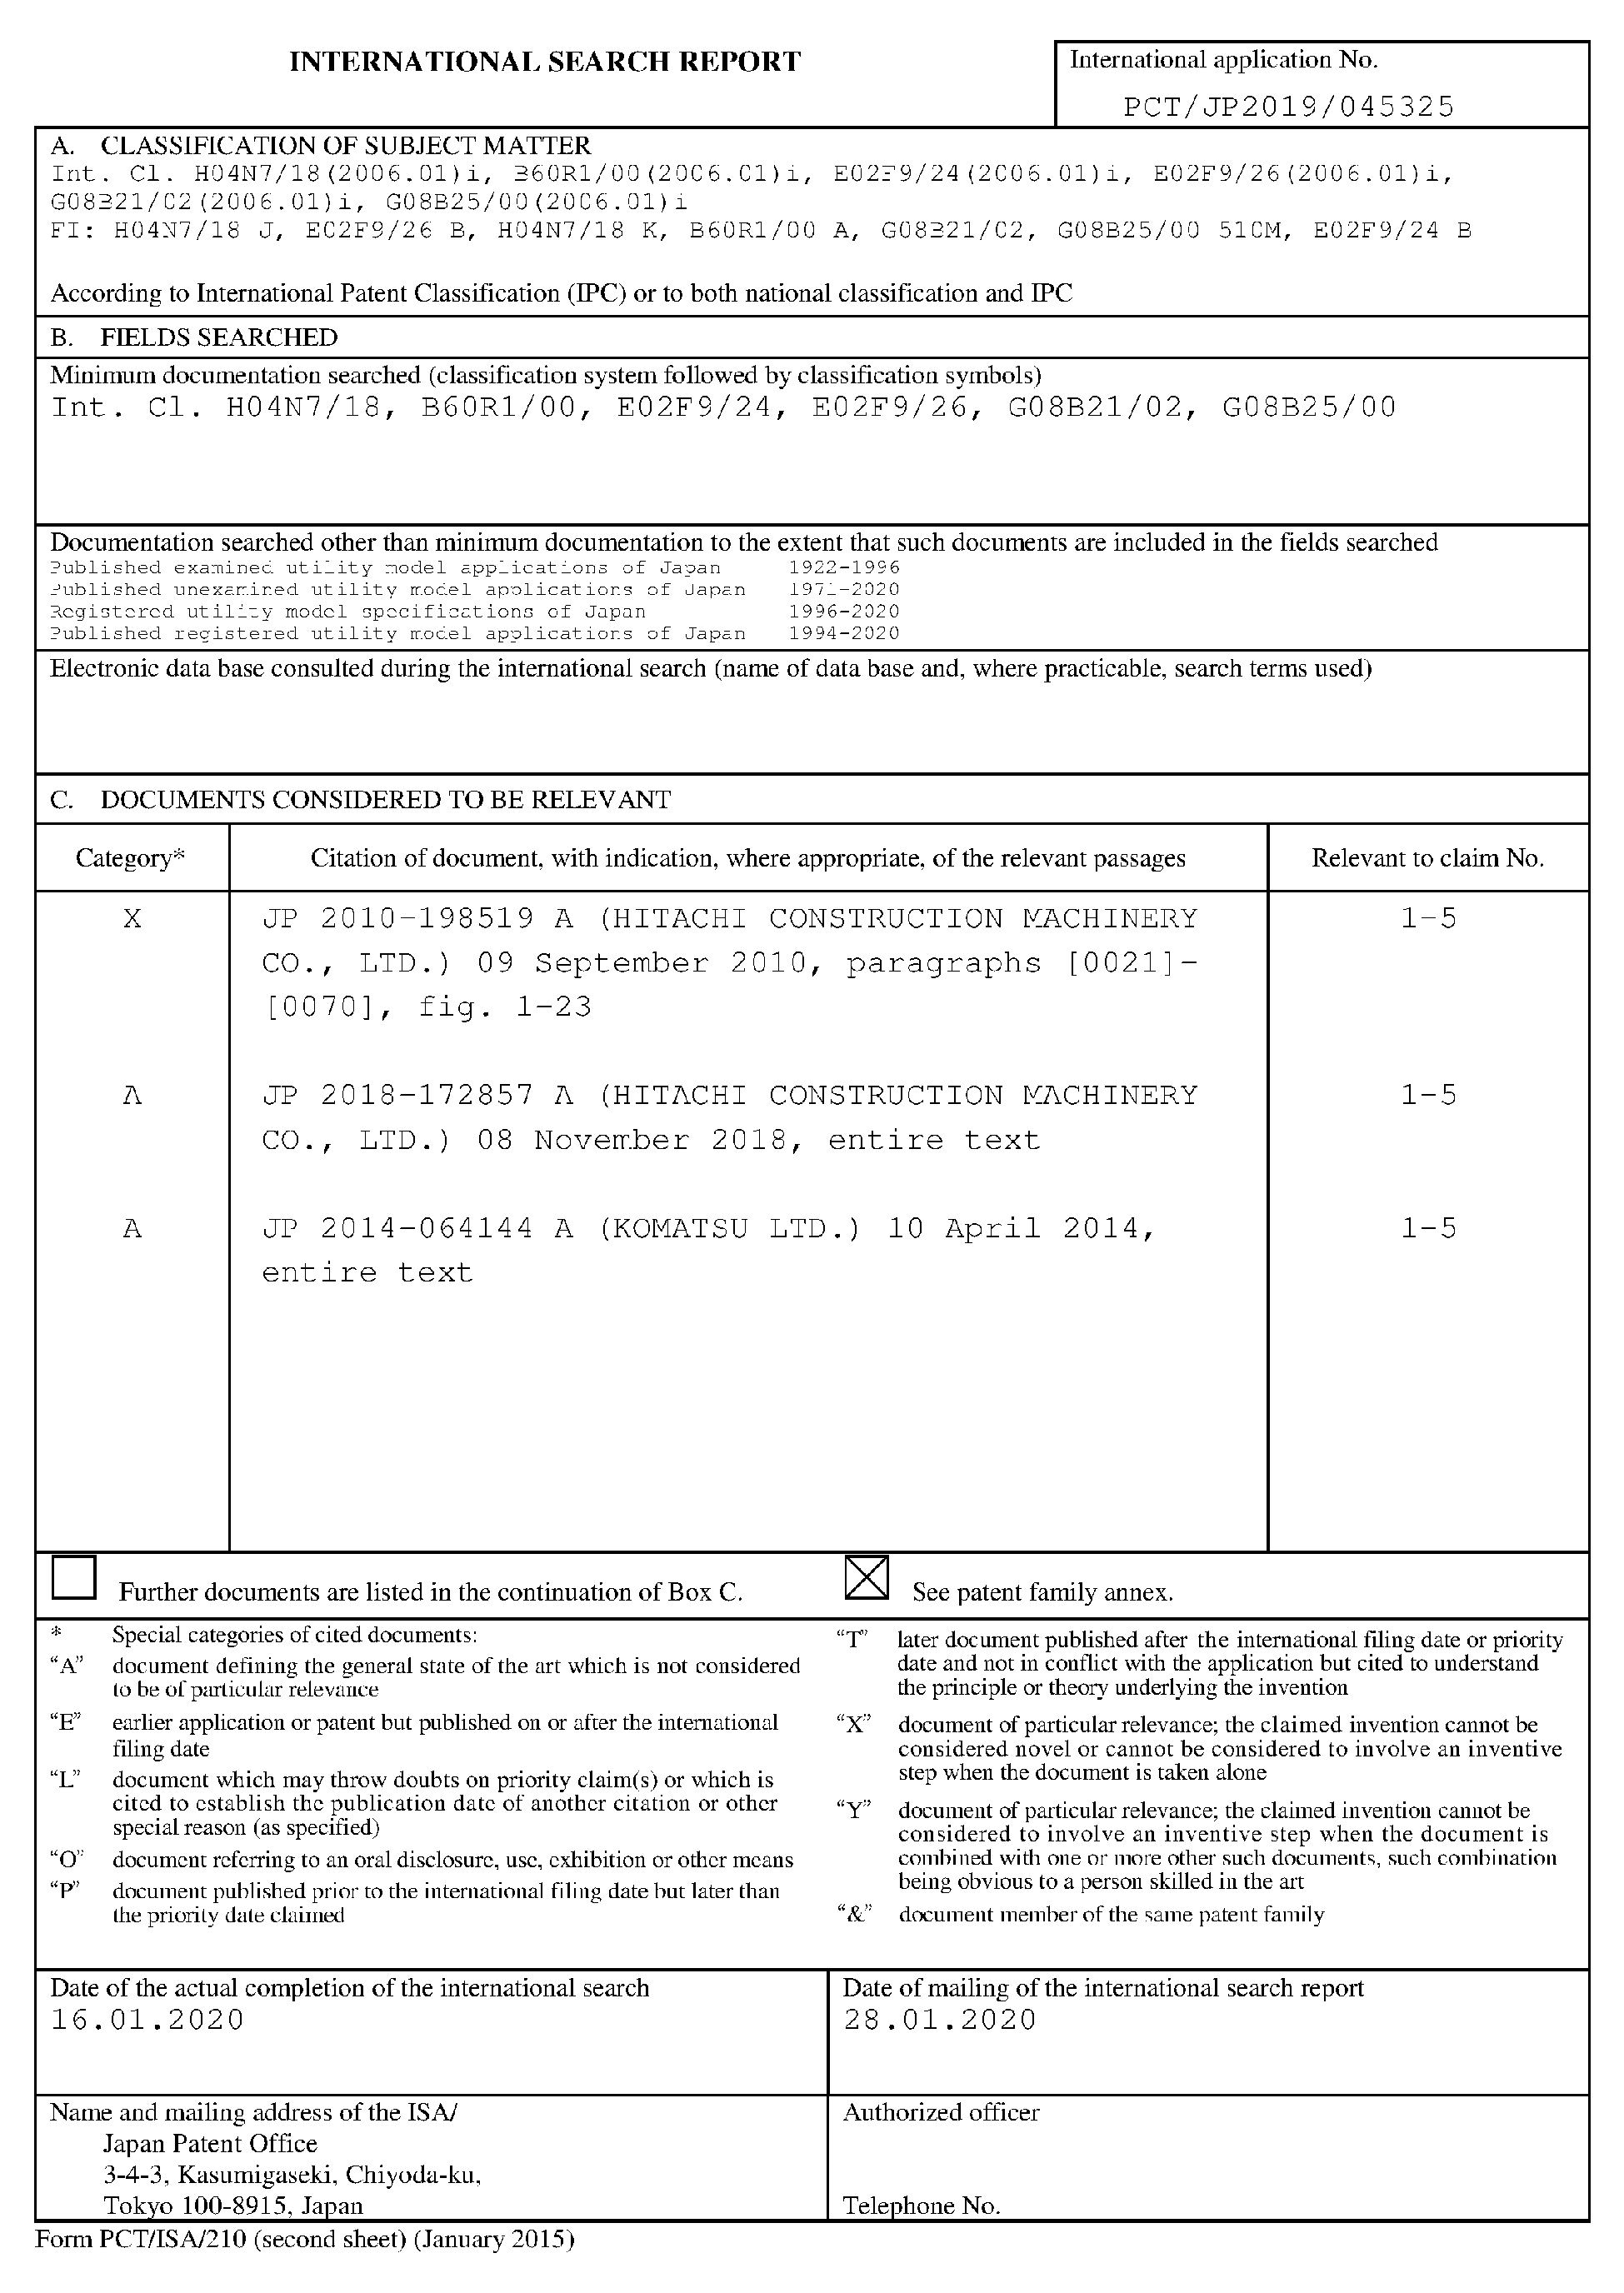 INTERNATIONAL SEARCH REPORT
International application No.
PCT/JP2019/045325
A. CLASSIFICATION OF SUBJECT MATTER
Int. Cl. H04N7/18(2006.01)i, B60R1/00(2006.01)i, E02F9/24(2006.01)i, E02F9/26(2006.01)i,
G08B21/02(2006.01)i, G08B25/00(2006.01)i
FI: H04N7/18 J, E02F9/26 B, H04N7/18 K, B60R1/00 A, G08B21/02, G08B25/00 510M, E02F9/24 B
According to International Patent Classification (IPC) or to both national classification and IPC
B. FIELDS SEARCHED
Minimum documentation searched (classification system followed by classification symbols)
Int. Cl. H04N7/18, B60R1/00, E02F9/24, E02F9/26, G08B21/02, G08B25/00
Documentation searched other than minimum documentation to the extent that such documents are included in the fields searched
Published examined utility model applications of Japan 1922-1996
Published unexamined utility model applications of Japan 1971-2020
Registered utility model specifications of Japan 1996-2020
Published registered utility model applications of Japan 1994-2020
Electronic data base consulted during the international search (name of data base and, where practicable, search terms used)
C. DOCUMENTS CONSIDERED TO BE RELEVANT
Category* Citation of document, with indication, where appropriate, of the relevant passages Relevant to claim No.
X JP 2010-198519 A (HITACHI CONSTRUCTION MACHINERY 1-5
CO., LTD.) 09 September 2010, paragraphs [0021]-
[0070], fig. 1-23
A JP 2018-172857 A (HITACHI CONSTRUCTION MACHINERY 1-5
CO., LTD.) 08 November 2018, entire text
A JP 2014-064144 A (KOMATSU LTD.) 10 April 2014, 1-5
entire text
Further documents are listed in the continuation of Box C.
See patent family annex.
* Special categories of cited documents:
"A" document defining the general state of the art which is not considered
to be of particular relevance
"E" earlier application or patent but published on or after the international
filing date
"L" document which may throw doubts on priority claim(s) or which is
cited to establish the publication date of another citation or other
special reason (as specified)
"O" document referring to an oral disclosure, use, exhibition or other means
"P" document published prior to the international filing date but later than
the priority date claimed
"T" later document published after the international filing date or priority
date and not in conflict with the application but cited to understand
the principle or theory underlying the invention
"X" document of particular relevance; the claimed invention cannot be
considered novel or cannot be considered to involve an inventive
step when the document is taken alone
"Y" document of particular relevance; the claimed invention cannot be
considered to involve an inventive step when the document is
combined with one or more other such documents, such combination
being obvious to a person skilled in the art
"&" document member of the same patent family
Date of the actual completion of the international search
16.01.2020
Date of mailing of the international search report
28.01.2020
Name and mailing address of the ISA/
Japan Patent Office
3-4-3, Kasumigaseki, Chiyoda-ku,
Tokyo 100-8915, Japan
Authorized officer
Telephone No.
Form PCT/ISA/210 (second sheet) (January 2015)